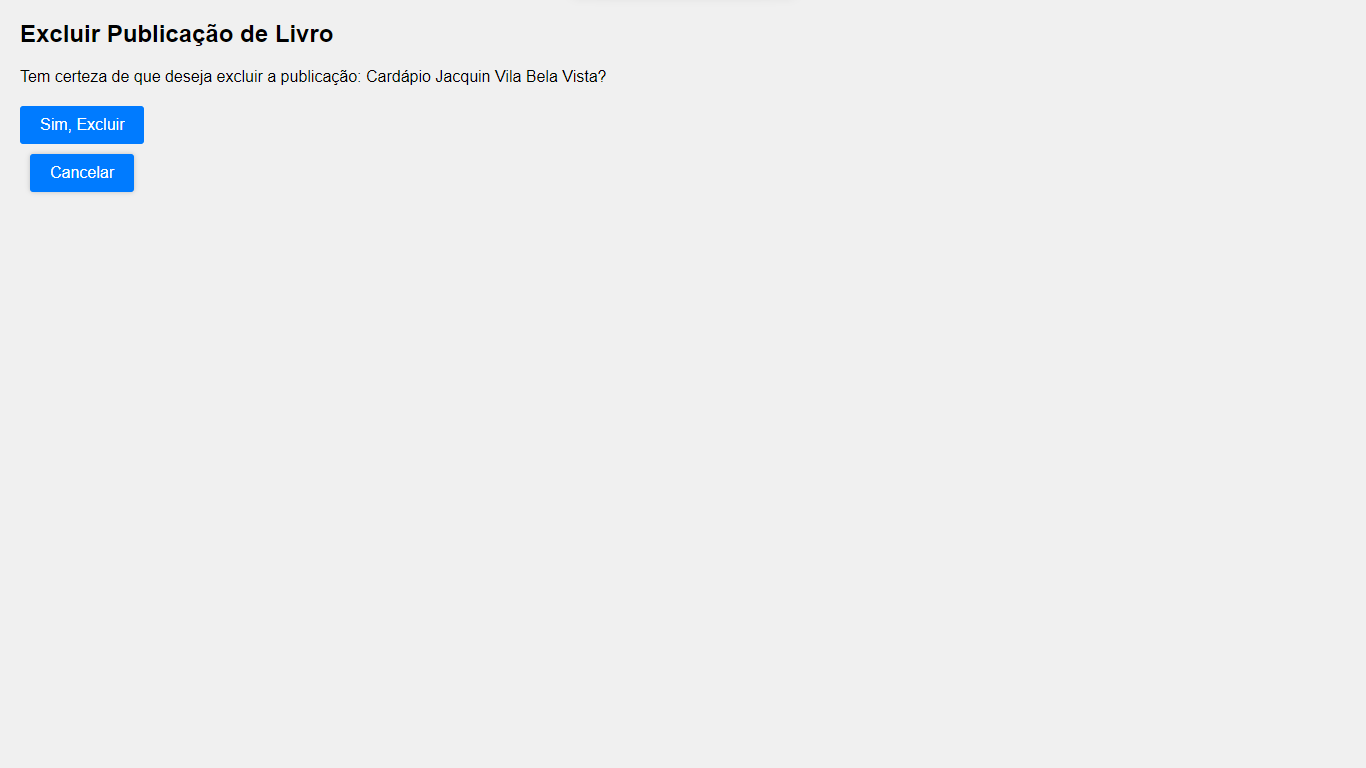 Excluir Publicação de Livro
Tem certeza de que deseja excluir a publicação: Cardápio Jacquin Vila Bela Vista?
Sim, Excluir
Cancelar